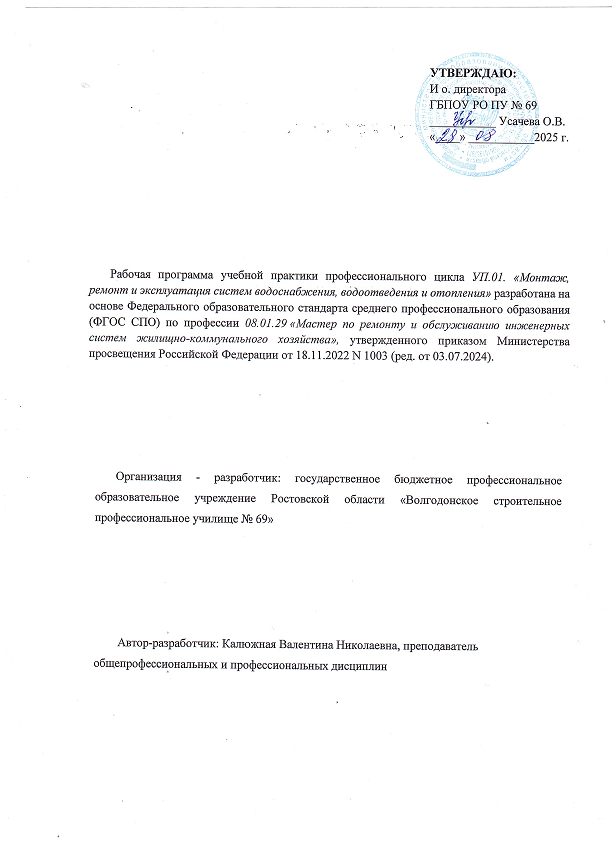 УТВЕРЖДАЮ:
И о. директора
ГБПОУ РО ПУ № 69
____________ Усачева О.В.
«28» 08 2025 г.
Рабочая программа учебной практики профессионального цикла УП.01. «Монтаж,
ремонт и эксплуатация систем водоснабжения, водоотведения и отопления» разработана на
основе Федерального образовательного стандарта среднего профессионального образования
(ФГОС СПО) по профессии 08.01.29 «Мастер по ремонту и обслуживанию инженерных
систем жилищно-коммунального хозяйства», утвержденного приказом Министерства
просвещения Российской Федерации от 18.11.2022 N 1003 (ред. от 03.07.2024).
Организация - разработчик: государственное бюджетное профессиональное
образовательное учреждение Ростовской области «Волгодонское строительное
профессиональное училище № 69»
Автор-разработчик: Калюжная Валентина Николаевна, преподаватель
общепрофессиональных и профессиональных дисциплин